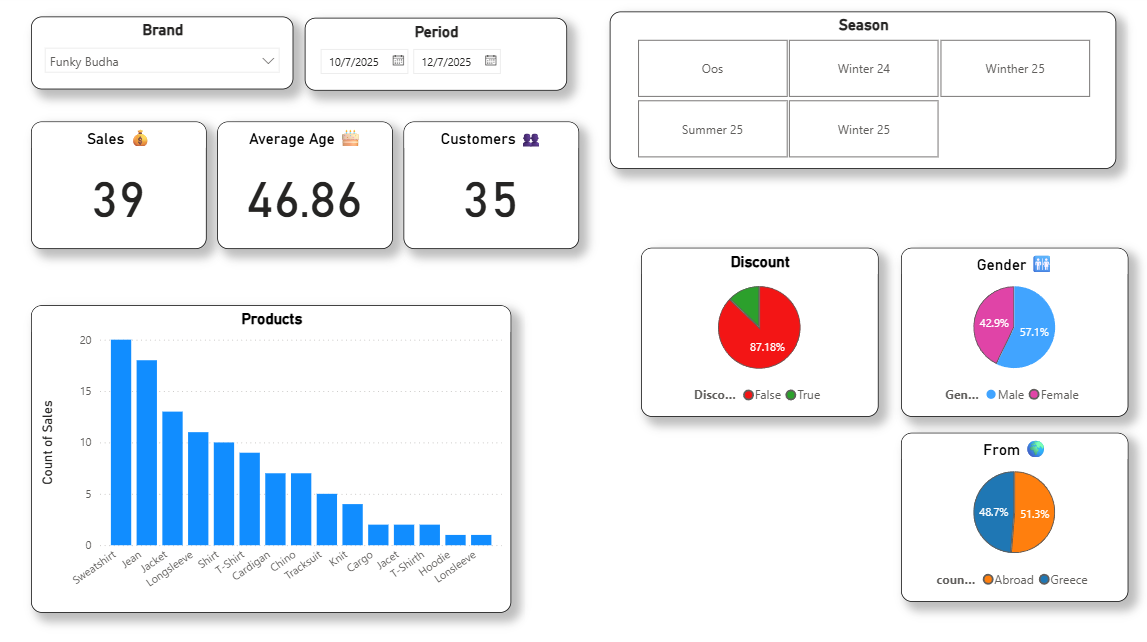 Brand
Funky Budha
Period
10/7/2025 12/7/2025
Season
Oos Winter 24 Winther 25
Summer 25 Winter 25
Sales 💰
39
Average Age 🎂
46.86
Customers 👥
35
Products
Count of Sales
20
15
10
5
0
Sweatshirt Jean Jacket Longsleeve Shirt T-Shirt Cardigan Chino Tracksuit Knit Cargo Jacet T-Shirth Hoodie Lonsleeve
Discount
87.18%
Disco... False True
Gender 🚻
42.9% 57.1%
Gen... Male Female
From 🌍
48.7% 51.3%
coun... Abroad Greece